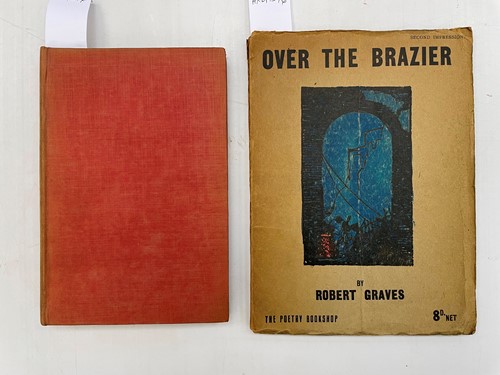 SECOND IMPRESSION
OVER THE BRAZIER
BY
ROBERT GRAVES
THE POETRY BOOKSHOP
8D. NET